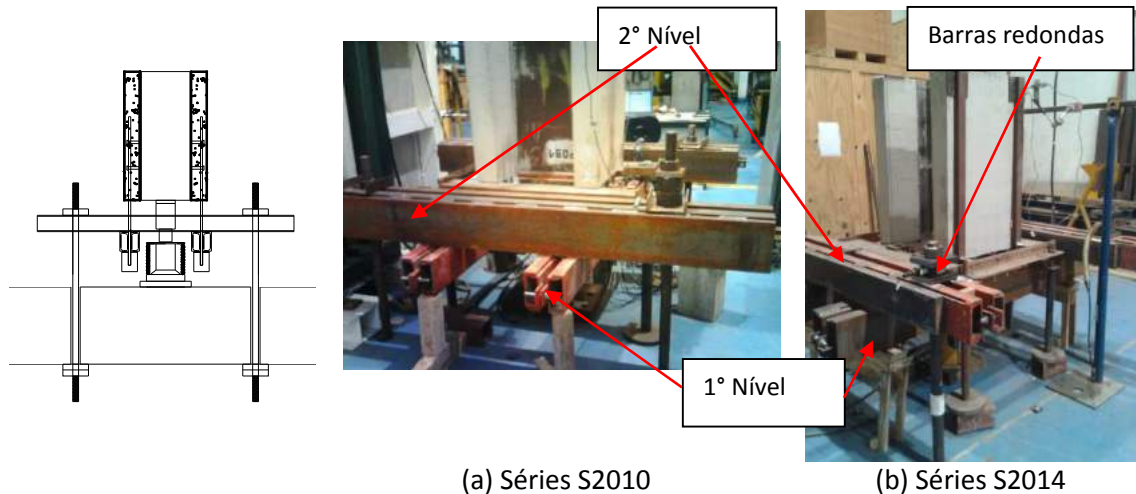 2° Nível
Barras redondas
1° Nível
(a) Séries S2010
(b) Séries S2014